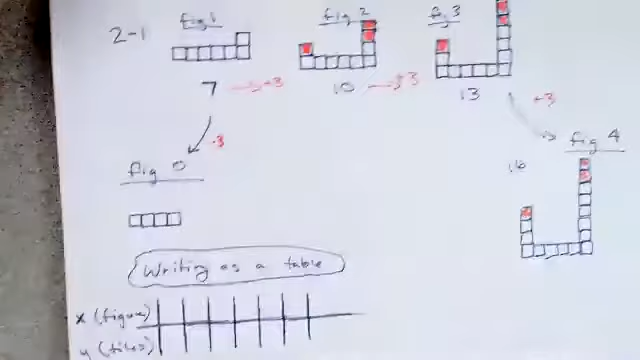 2-1
fig 1
fig 2
fig 3
7 → +3
10 → +3
13
+3
-3
fig 0
fig 4
16
Writing as a table
x (figure)
y (tiles)